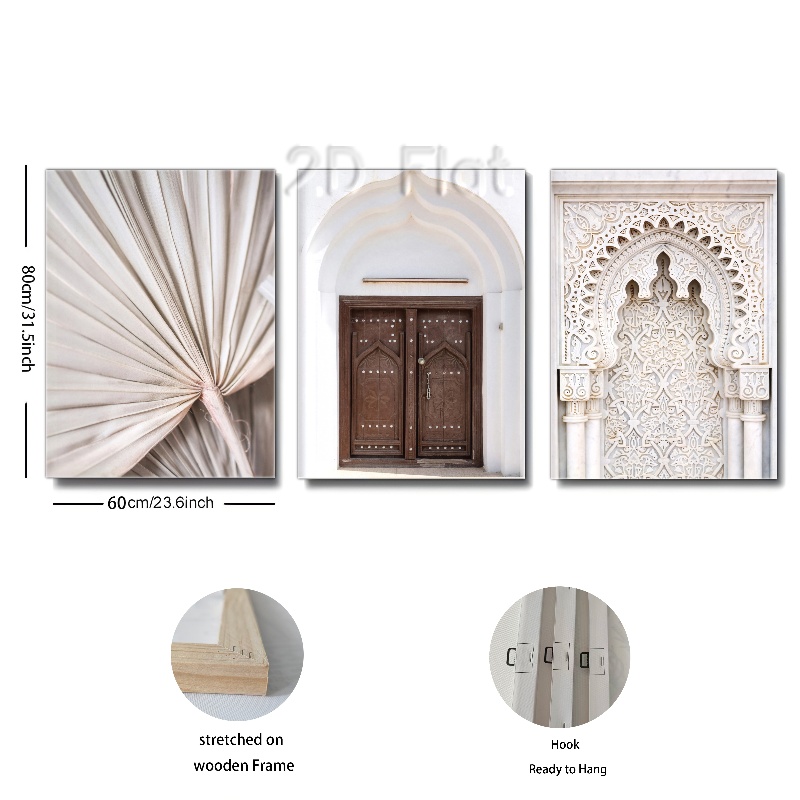 2D Flat
80cm/31.5inch
60cm/23.6inch
stretched on
wooden Frame
Hook
Ready to Hang